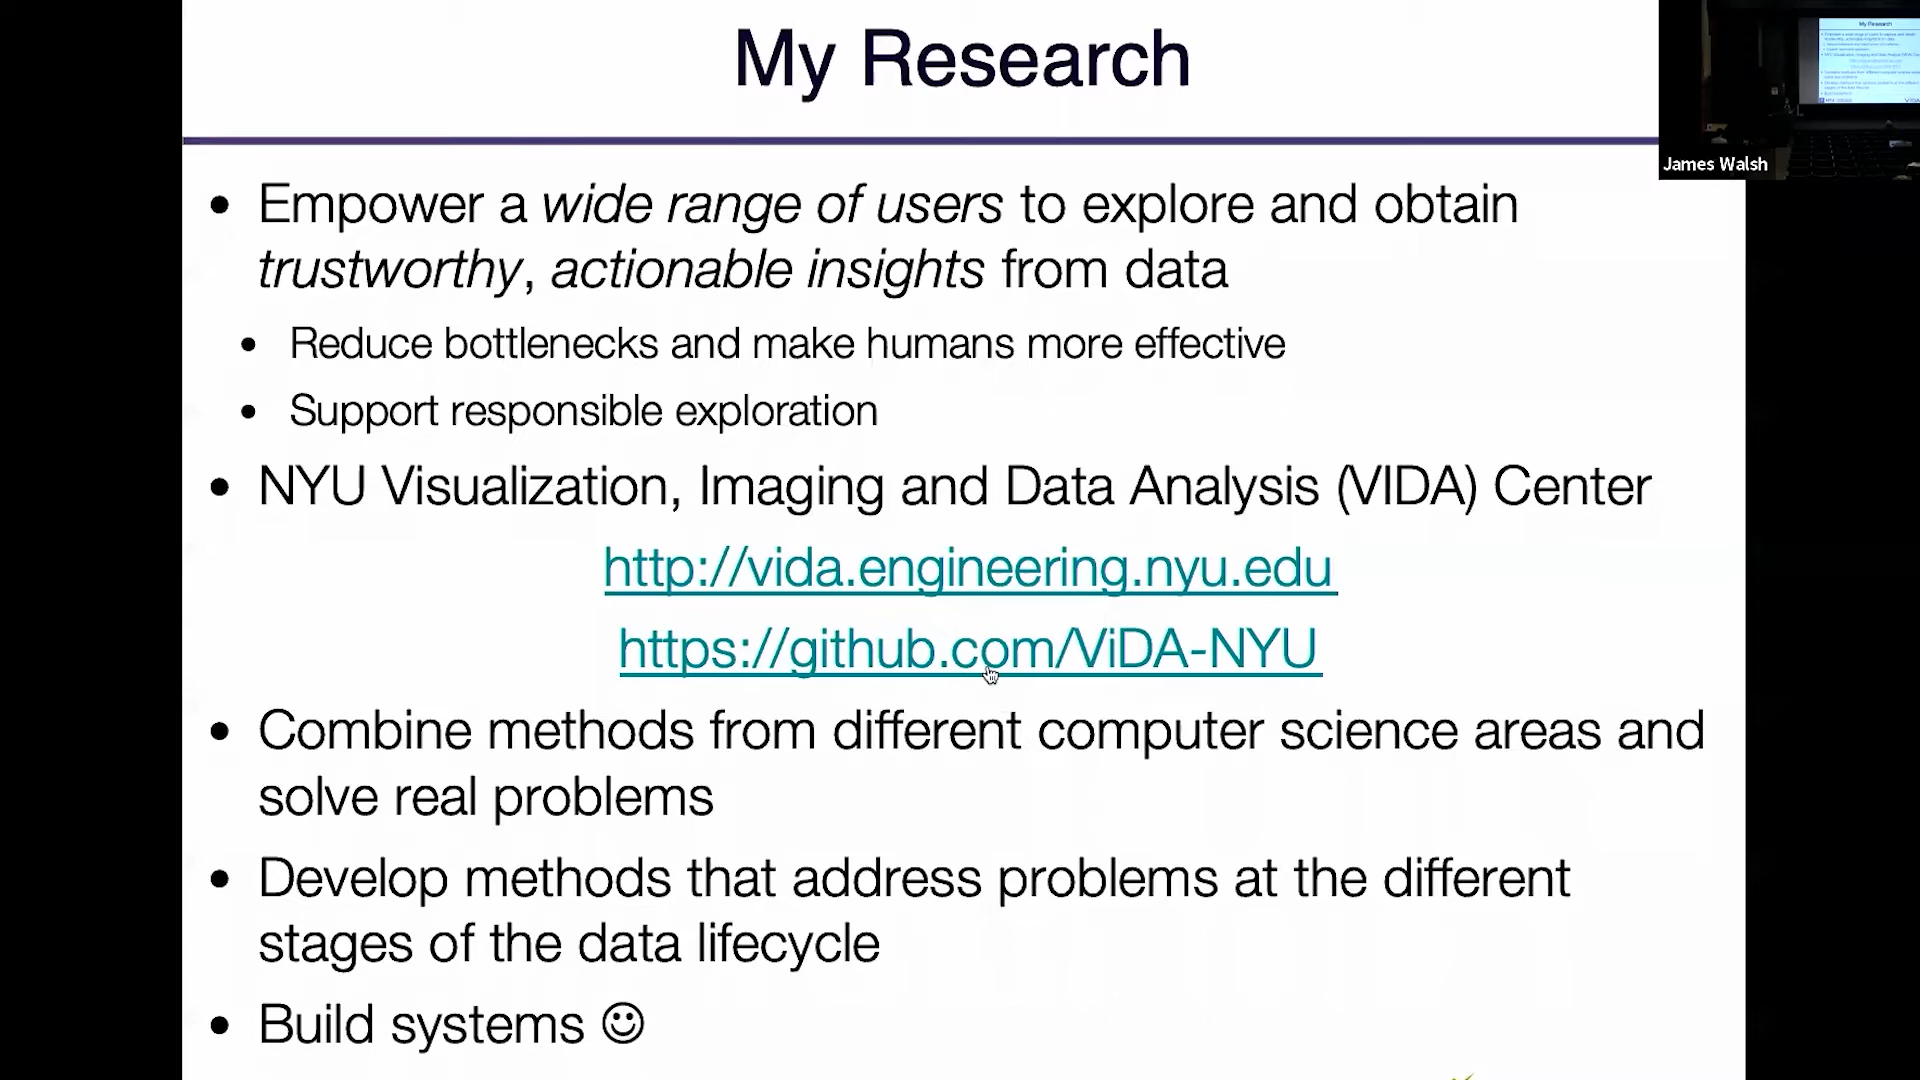 My Research
• Empower a wide range of users to explore and obtain
trustworthy, actionable insights from data
• Reduce bottlenecks and make humans more effective
• Support responsible exploration
• NYU Visualization, Imaging and Data Analysis (VIDA) Center
http://vida.engineering.nyu.edu
https://github.com/ViDA-NYU
• Combine methods from different computer science areas and
solve real problems
• Develop methods that address problems at the different
stages of the data lifecycle
• Build systems ☺
My Research
James Walsh